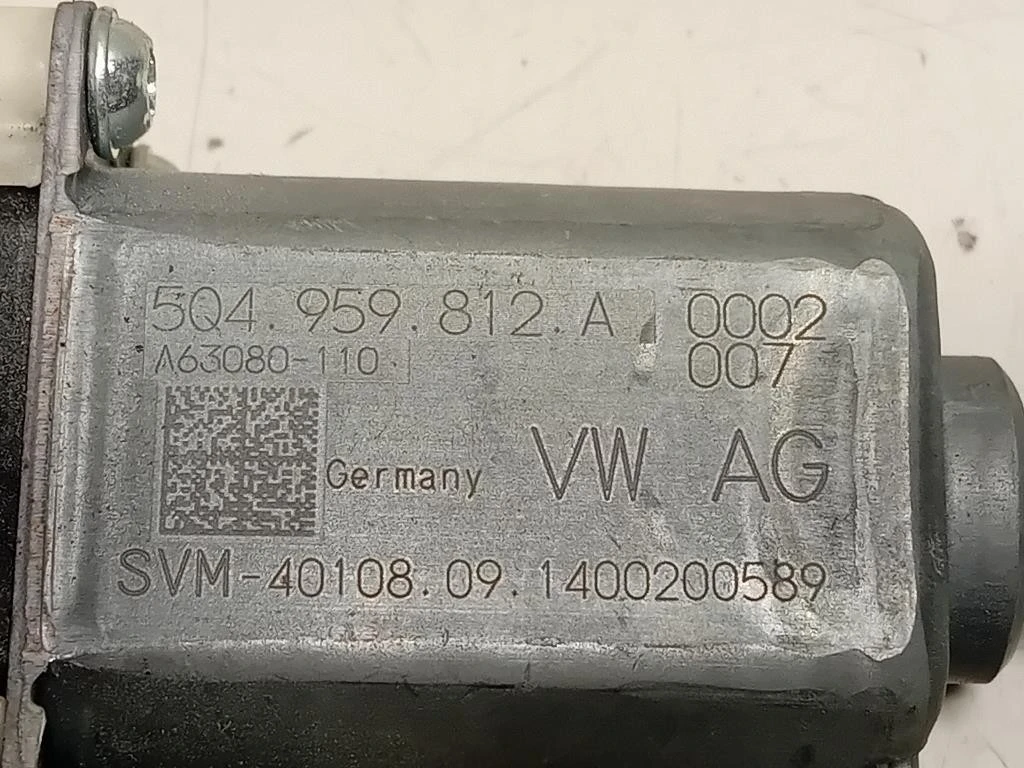 5Q4.959.812.A 0002
A63080-110 007
Germany VW AG
SVM-40108.09.1400200589